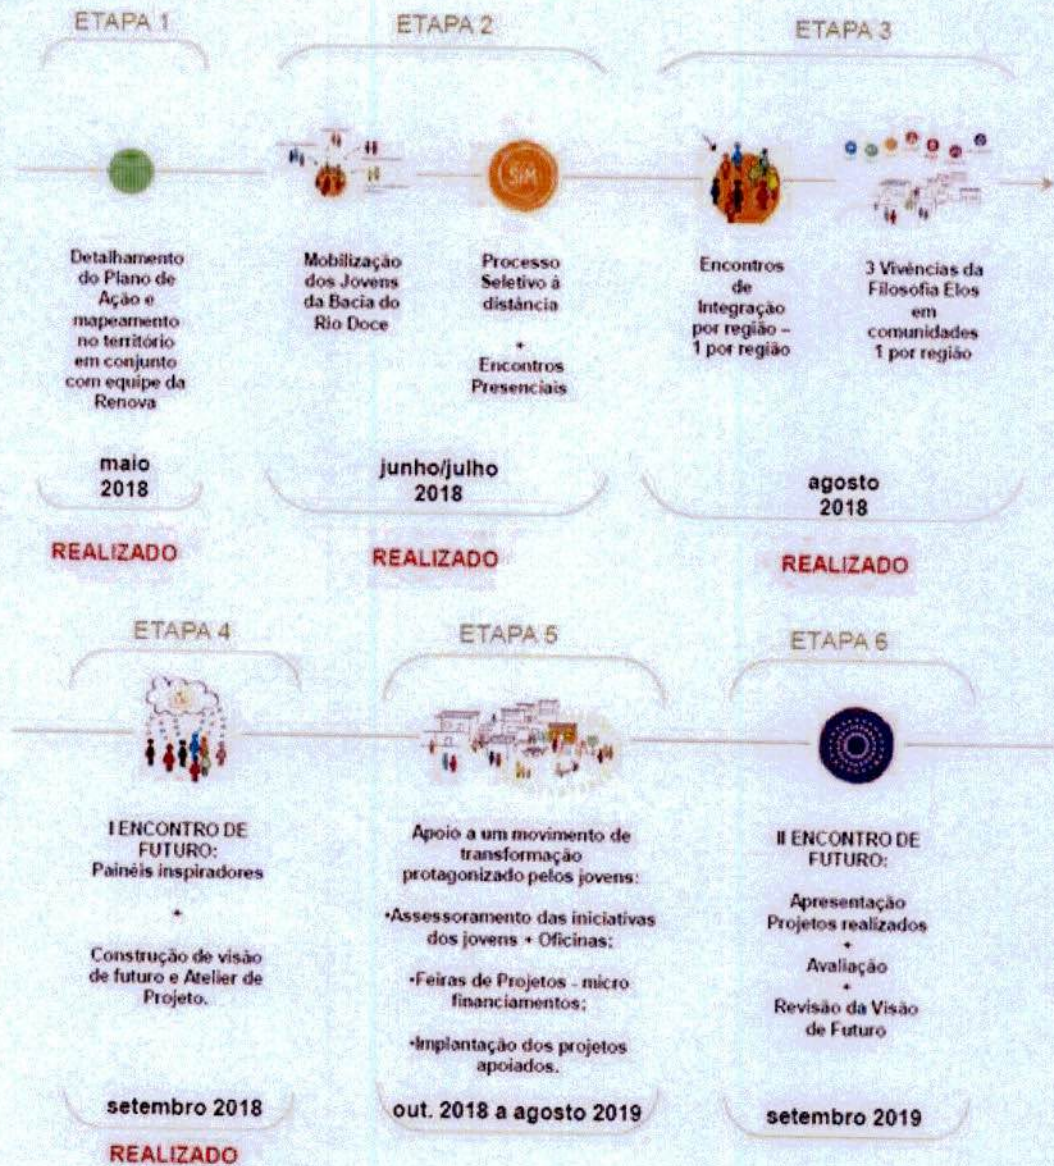 ETAPA 1
Detalhamento
do Plano de
Ação e
mapeamento
no território
em conjunto
com equipe da
Renova
maio
2018
REALIZADO
ETAPA 2
SIM
Mobilização
dos Jovens
da Bacia do
Rio Doce
Processo
Seletivo à
distância
+
Encontros
Presenciais
junho/julho
2018
REALIZADO
ETAPA 3
Encontros
de
Integração
por região –
1 por região
3 Vivências da
Filosofia Elos
em
comunidades
1 por região
agosto
2018
REALIZADO
ETAPA 4
I ENCONTRO DE
FUTURO:
Painéis inspiradores
+
Construção de visão
de futuro e Atelier de
Projeto.
setembro 2018
REALIZADO
ETAPA 5
Apoio a um movimento de
transformação
protagonizado pelos jovens:
•Assessoramento das iniciativas
dos jovens + Oficinas;
•Feiras de Projetos - micro
financiamentos;
•Implantação dos projetos
apoiados.
out. 2018 a agosto 2019
ETAPA 6
II ENCONTRO DE
FUTURO:
Apresentação
Projetos realizados
+
Avaliação
+
Revisão da Visão
de Futuro
setembro 2019